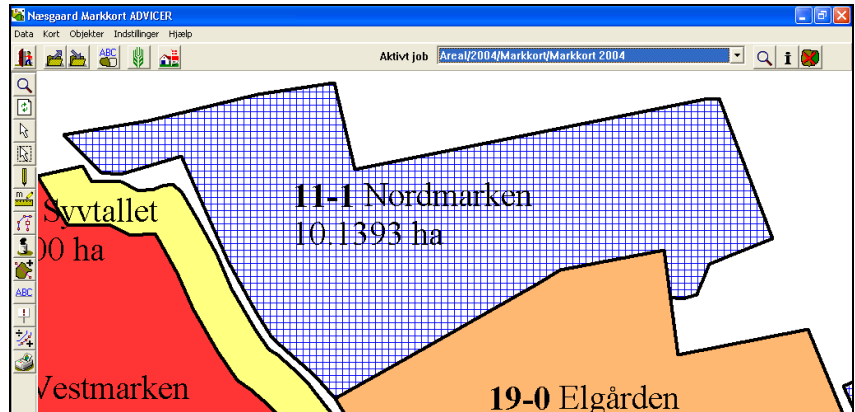 Næsgaard Markkort ADVICER
Data Kort Objekter Indstillinger Hjælp
ABC Aktivt job Areal/2004/Markkort/Markkort 2004 i
m
ABC
11-1 Nordmarken
10.1393 ha
Syvtallet
00 ha
Vestmarken
19-0 Elgården